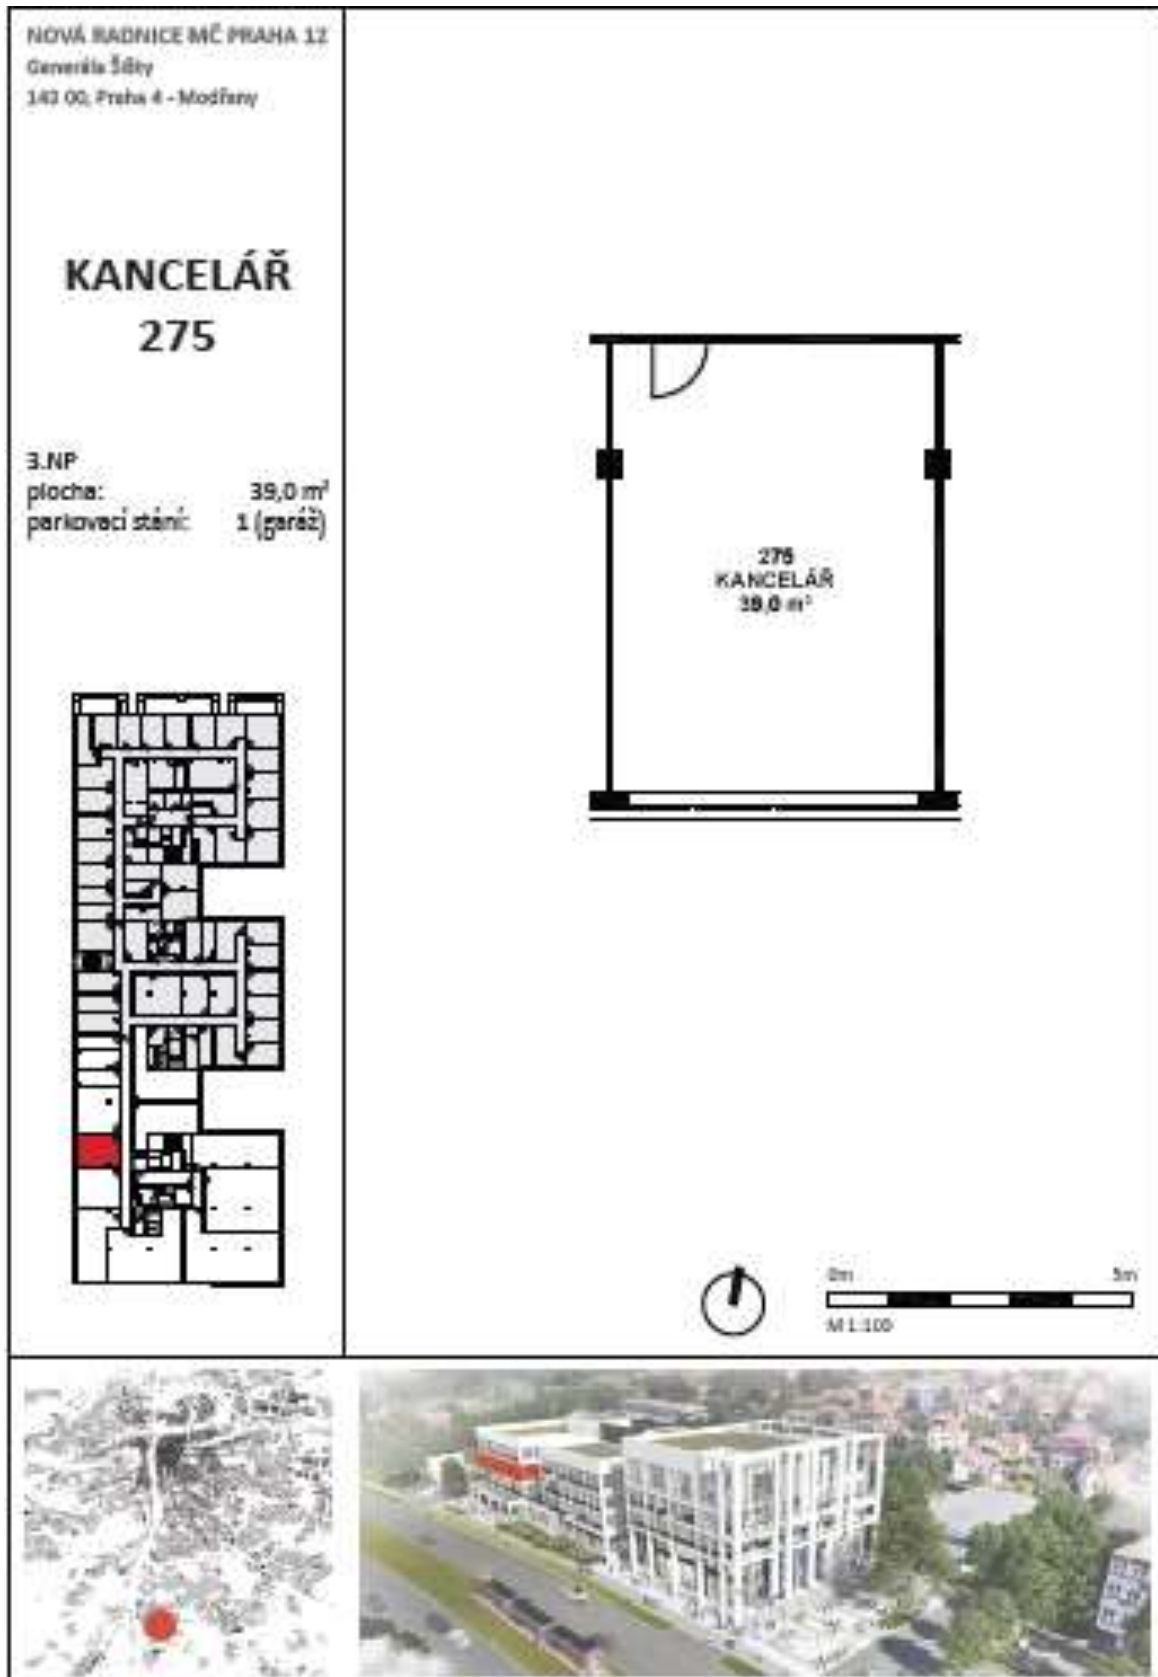 NOVÁ RADNICE MČ PRAHA 12
Generála Šišky
143 00, Praha 4 - Modřany
KANCELÁŘ
275
3.NP
plocha: 39,0 m²
parkovací stání: 1 (garáž)
275
KANCELÁŘ
39,0 m²
0m 5m
M 1:100